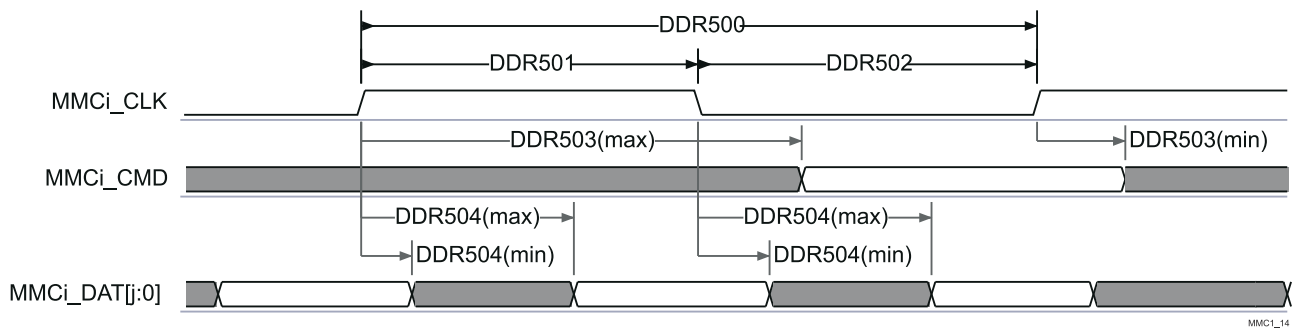 DDR500
DDR501 DDR502
MMCi_CLK
DDR503(max) DDR503(min)
MMCi_CMD
DDR504(max) DDR504(max)
DDR504(min) DDR504(min)
MMCi_DAT[j:0]
MMC1_14